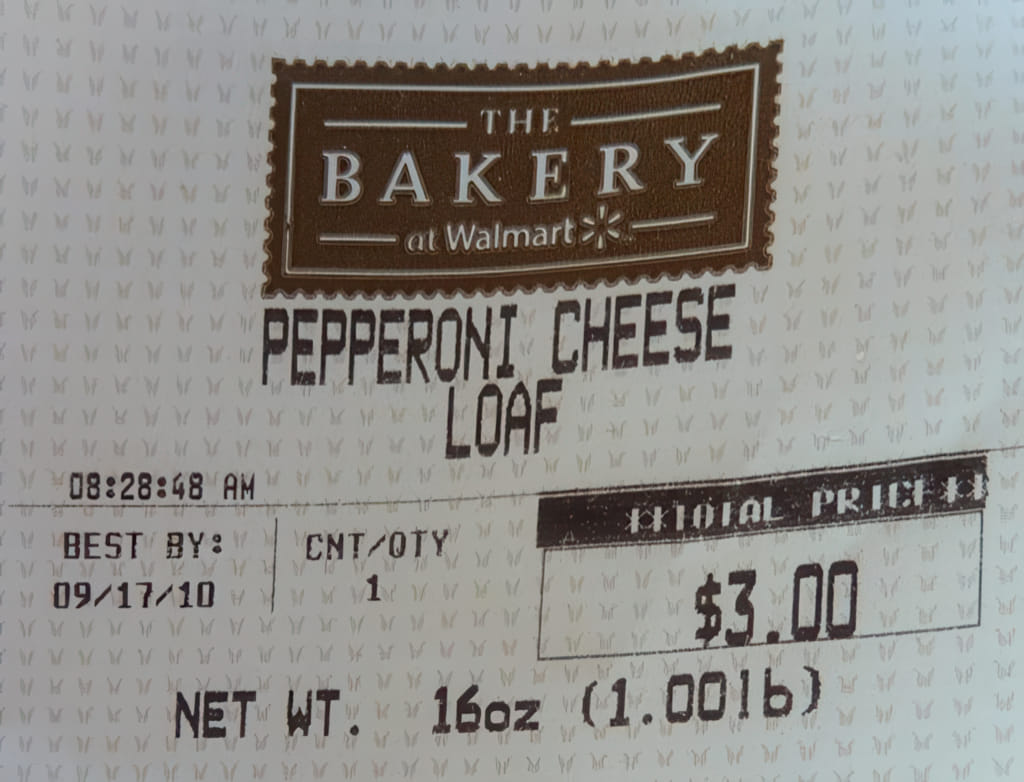 THE
BAKERY
at Walmart
PEPPERONI CHEESE
LOAF
08:28:48 AM
BEST BY:
09/17/10
CNT/QTY
1
**TOTAL PRICE**
$3.00
NET WT. 16oz (1.00lb)